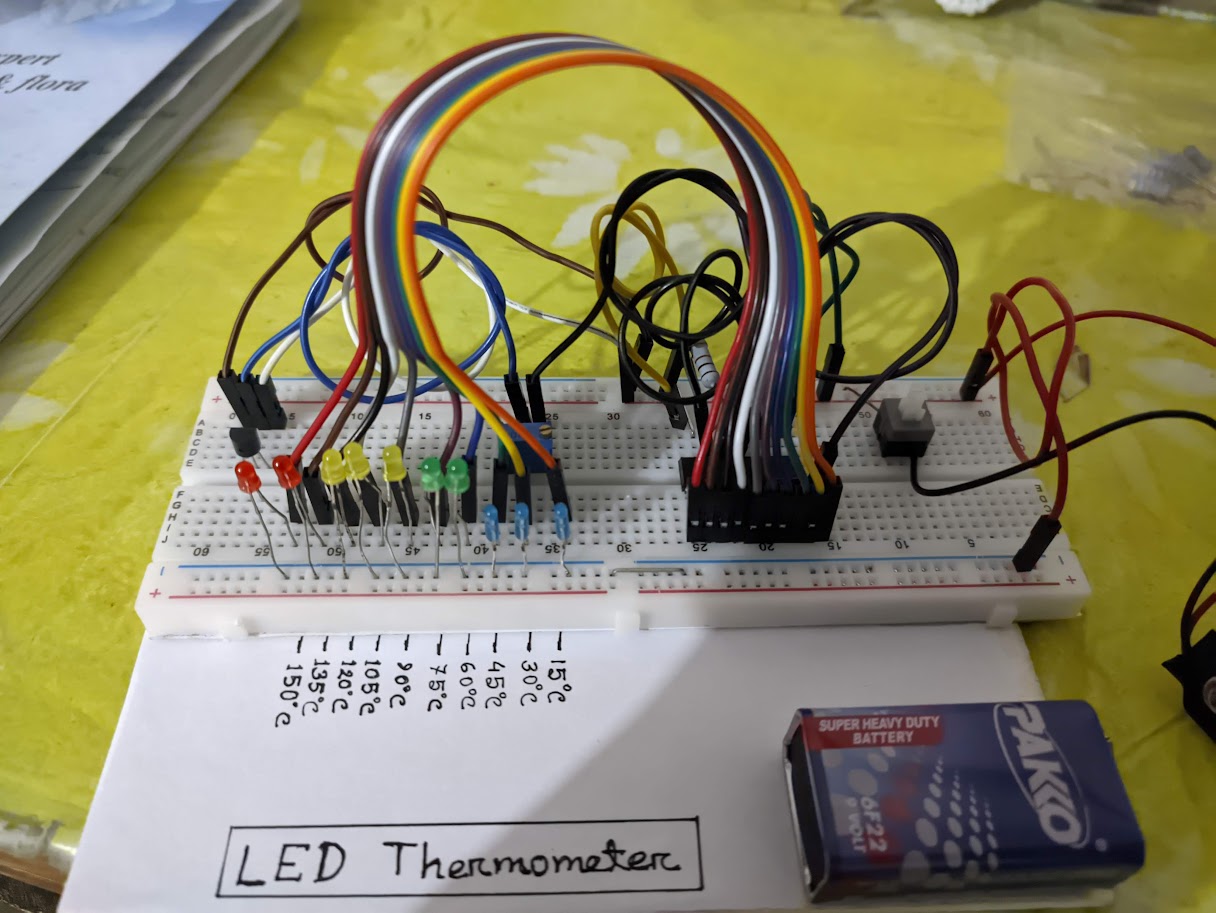 xpert
& flora
+ 0 5 10 15 25 30 50 60 +
A
B
C
D
E
F
G
H
I
J
60 55 50 45 40 35 30 25 20 15 10 5
- -
+ +
150°C
135°C
120°C
105°C
90°C
75°C
60°C
45°C
30°C
15°C
SUPER HEAVY DUTY
BATTERY
PAKKO
6F22
9 VOLT
LED Thermometer